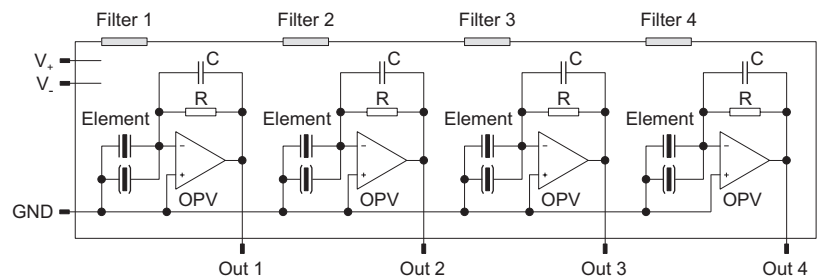 Filter 1 Filter 2 Filter 3 Filter 4
V+
V-
C C C C
R R R R
Element Element Element Element
− − − −
+ + + +
OPV OPV OPV OPV
GND
Out 1 Out 2 Out 3 Out 4